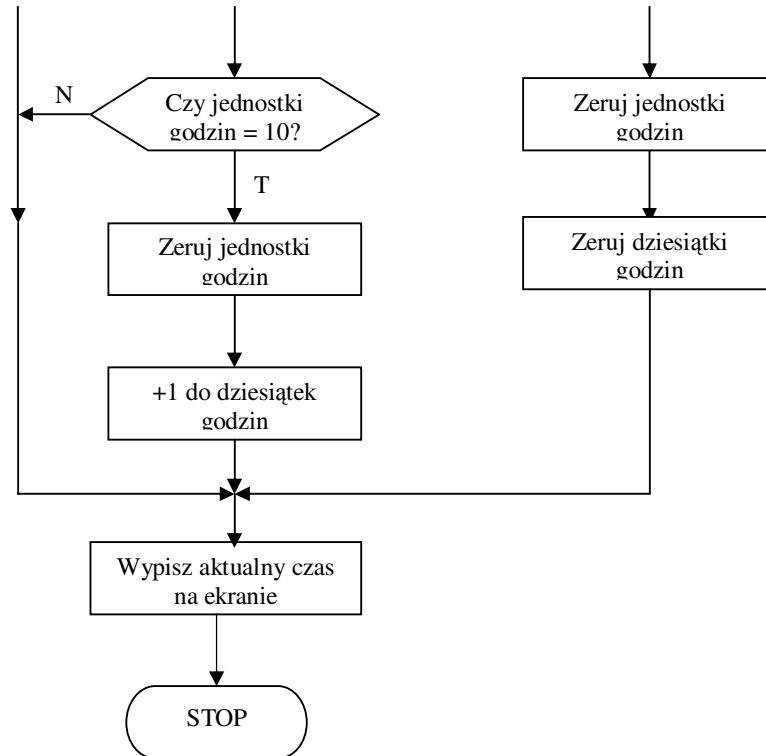 N
Czy jednostki
godzin = 10?
T
Zeruj jednostki
godzin
+1 do dziesiątek
godzin
Zeruj jednostki
godzin
Zeruj dziesiątki
godzin
Wypisz aktualny czas
na ekranie
STOP